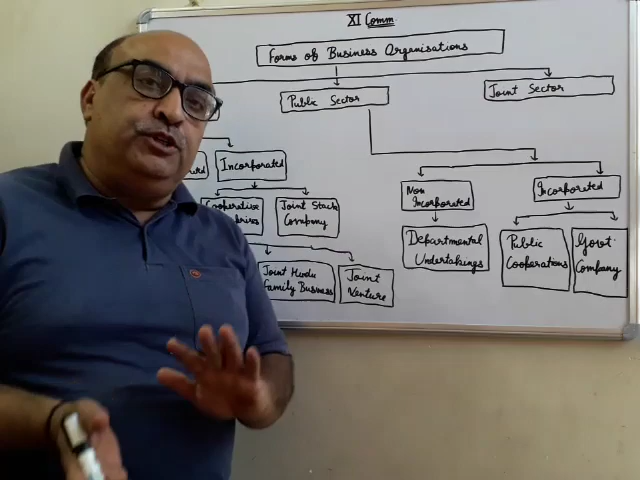 XI Comm
Forms of Business Organisations
Public Sector
Joint Sector
Incorporated
Non
Incorporated
Incorporated
Joint Stock
Company
Departmental
Undertakings
Public
Cooperations
Govt.
Company
Joint Hindu
Family Business
Joint
Venture